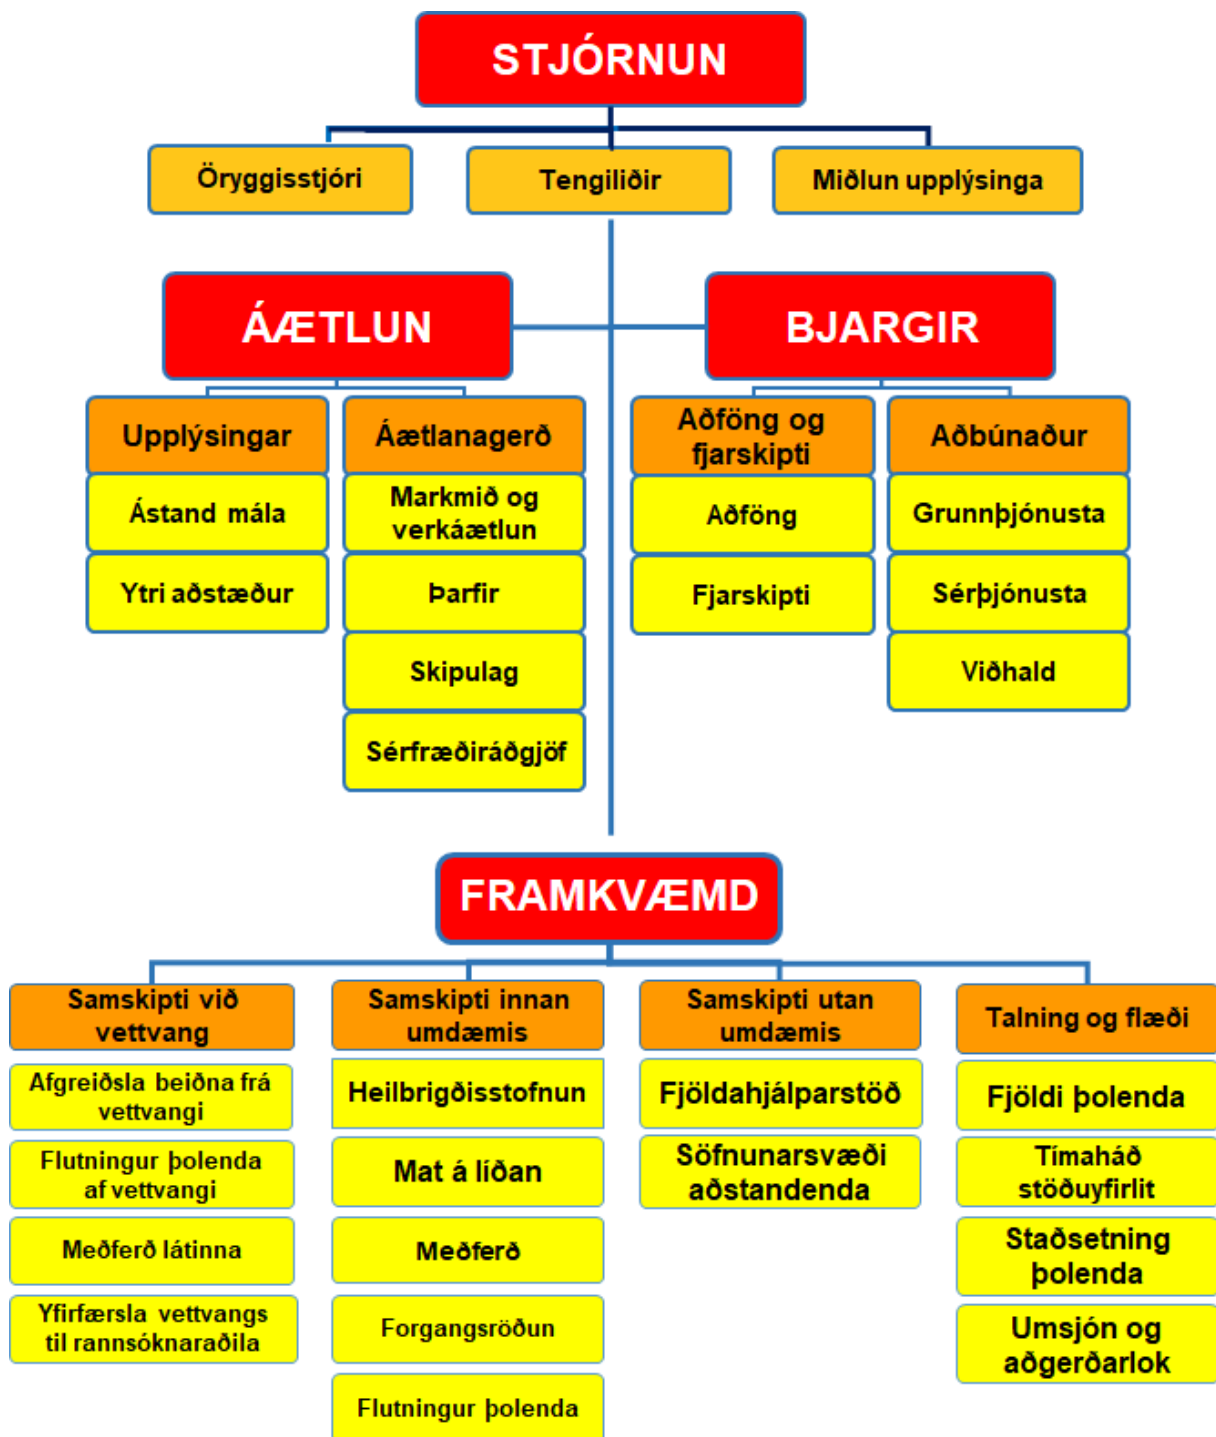 STJÓRNUN
Öryggisstjóri
Tengiliðir
Miðlun upplýsinga
ÁÆTLUN
BJARGIR
Upplýsingar
Ástand mála
Ytri aðstæður
Áætlanagerð
Markmið og
verkáætlun
Þarfir
Skipulag
Sérfræðiráðgjöf
Aðföng og
fjarskipti
Aðföng
Fjarskipti
Aðbúnaður
Grunnþjónusta
Sérþjónusta
Viðhald
FRAMKVÆMD
Samskipti við
vettvang
Afgreiðsla beiðna frá
vettvangi
Flutningur þolenda
af vettvangi
Meðferð látinna
Yfirfærsla vettvangs
til rannsóknaraðila
Samskipti innan
umdæmis
Heilbrigðisstofnun
Mat á líðan
Meðferð
Forgangsröðun
Flutningur þolenda
Samskipti utan
umdæmis
Fjöldahjálparstöð
Söfnunarsvæði
aðstandenda
Talning og flæði
Fjöldi þolenda
Tímaháð
stöðuyfirlit
Staðsetning
þolenda
Umsjón og
aðgerðarlok